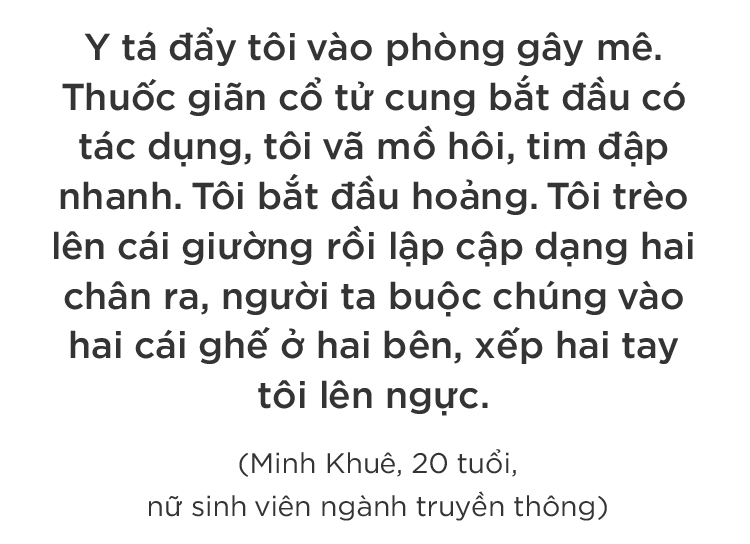 Y tá đẩy tôi vào phòng gây mê.
Thuốc giãn cổ tử cung bắt đầu có
tác dụng, tôi vã mồ hôi, tim đập
nhanh. Tôi bắt đầu hoảng. Tôi trèo
lên cái giường rồi lập cập dạng hai
chân ra, người ta buộc chúng vào
hai cái ghế ở hai bên, xếp hai tay
tôi lên ngực.
(Minh Khuê, 20 tuổi,
nữ sinh viên ngành truyền thông)